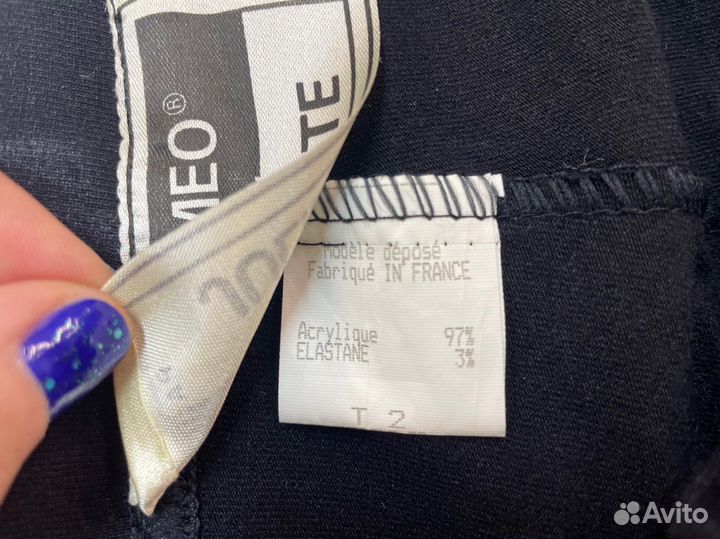 MEO®
TE
Modèle déposé
Fabriqué IN FRANCE
Acrylique 97%
ELASTANE 3%
T 2
Avito